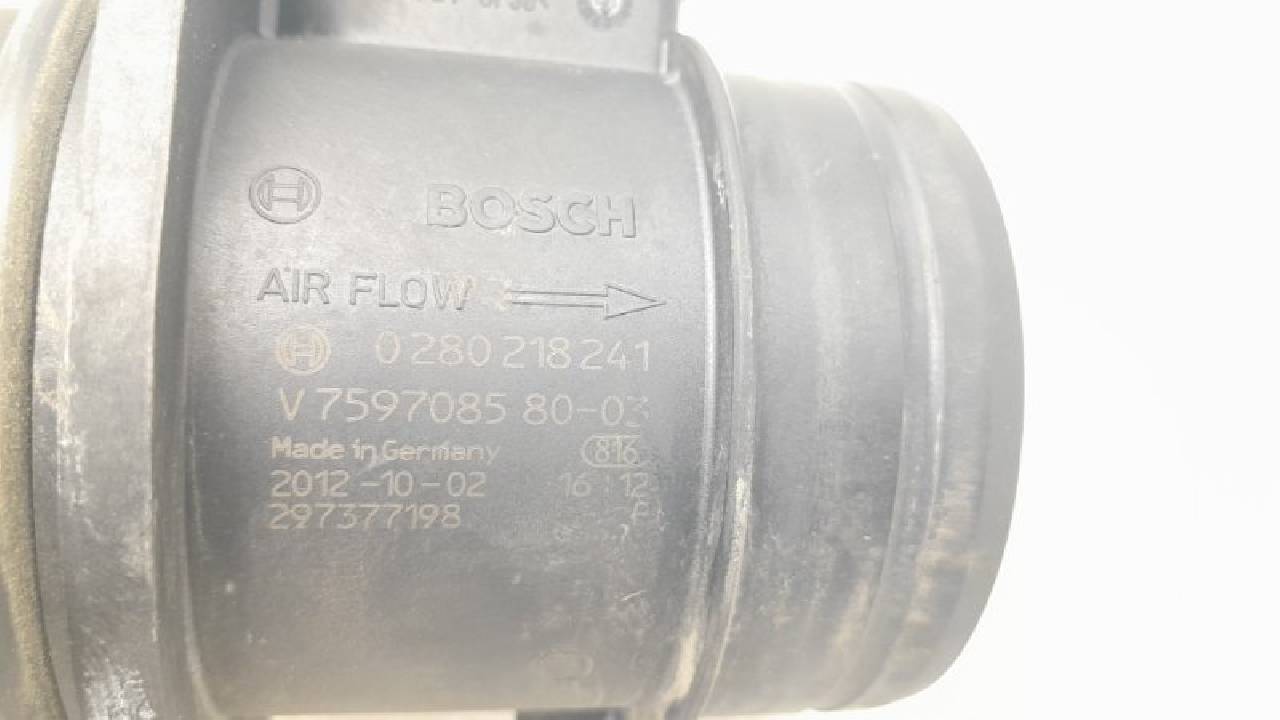 BOSCH
AIR FLOW
0 280 218 241
V 7597085 80-03
Made in Germany 816
2012-10-02 16:12
297377198 P